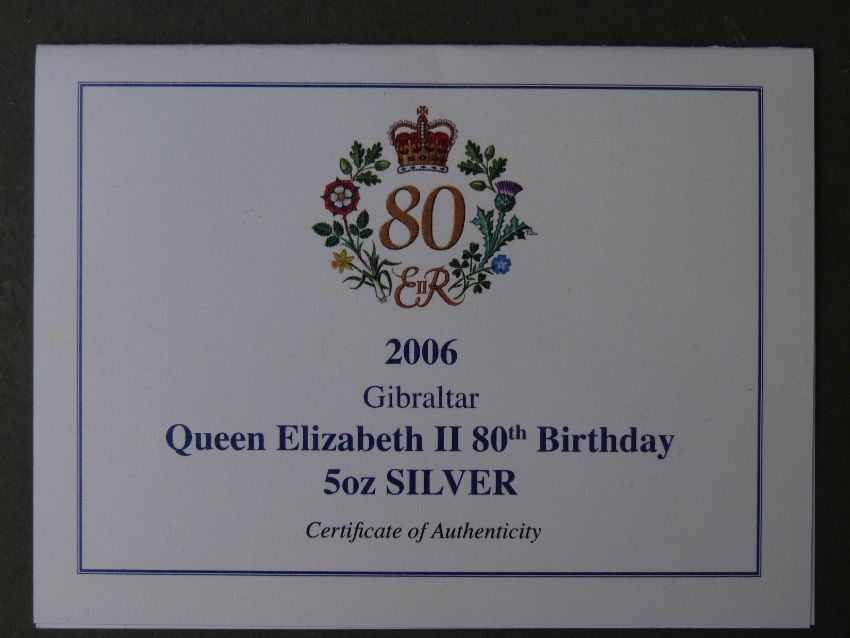 80
EIIR
2006
Gibraltar
Queen Elizabeth II 80th Birthday
5oz SILVER
Certificate of Authenticity